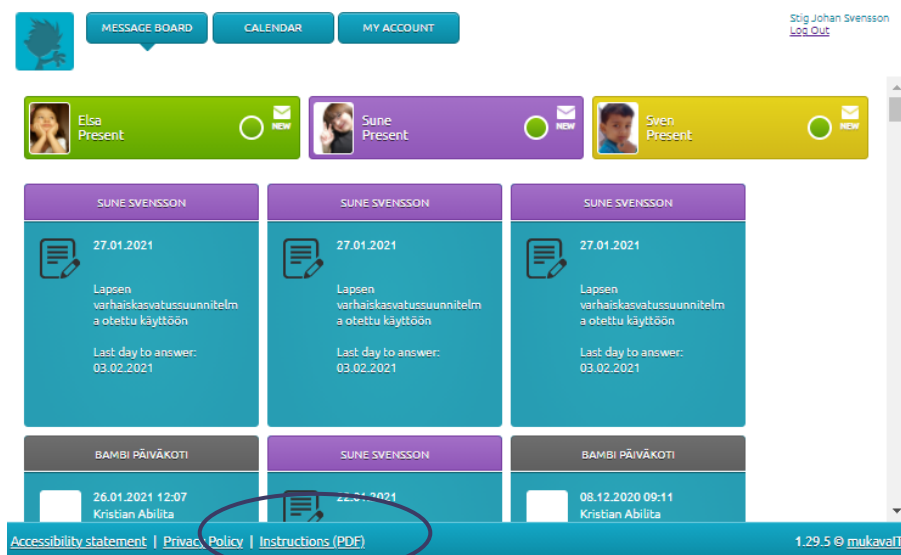 MESSAGE BOARD
CALENDAR
MY ACCOUNT
Stig Johan Svensson
Log Out
Elsa
Present
NEW
Sune
Present
NEW
Sven
Present
NEW
SUNE SVENSSON
27.01.2021
Lapsen
varhaiskasvatussuunnitelm
a otettu käyttöön
Last day to answer:
03.02.2021
SUNE SVENSSON
27.01.2021
Lapsen
varhaiskasvatussuunnitelm
a otettu käyttöön
Last day to answer:
03.02.2021
SUNE SVENSSON
27.01.2021
Lapsen
varhaiskasvatussuunnitelm
a otettu käyttöön
Last day to answer:
03.02.2021
BAMBI PÄIVÄKOTI
26.01.2021 12:07
Kristian Abilita
SUNE SVENSSON
22.01.2021
BAMBI PÄIVÄKOTI
08.12.2020 09:11
Kristian Abilita
Accessibility statement | Privacy Policy | Instructions (PDF)
1.29.5 © mukavaIT